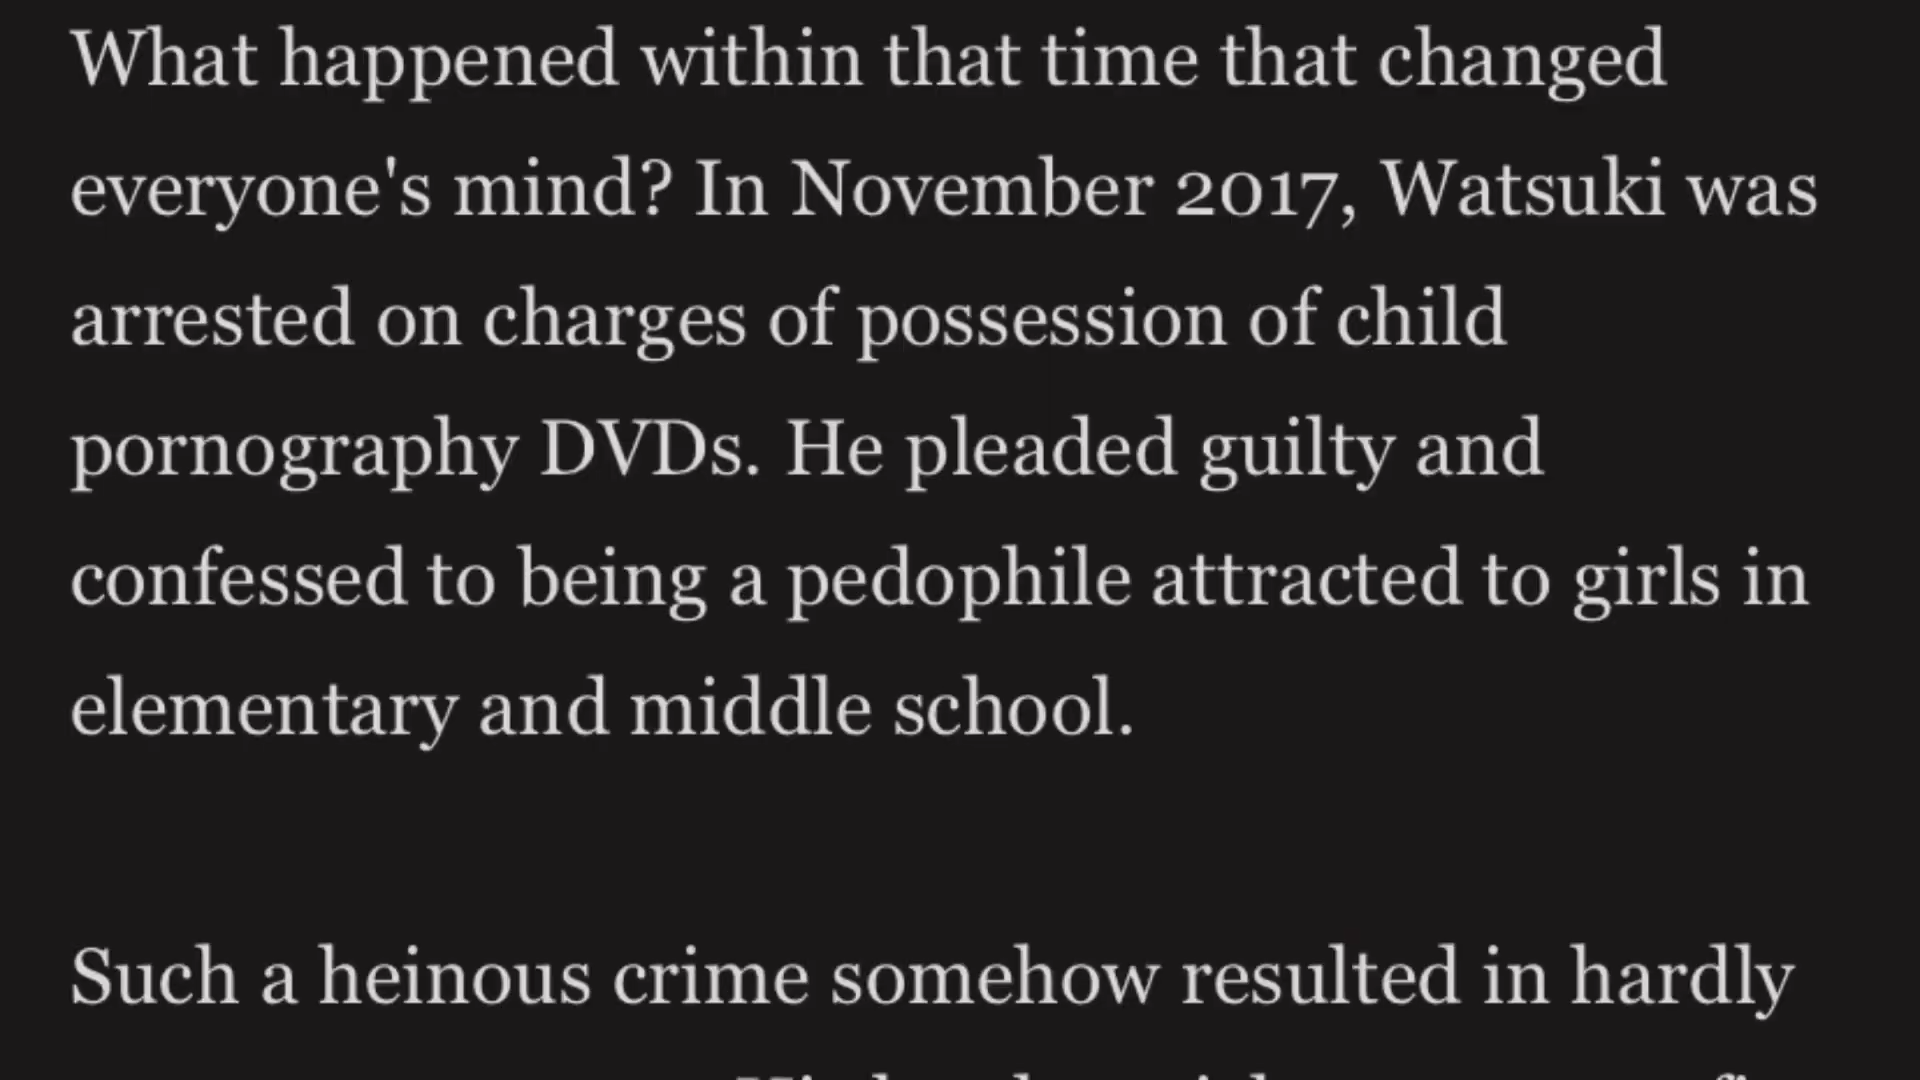 What happened within that time that changed
everyone's mind? In November 2017, Watsuki was
arrested on charges of possession of child
pornography DVDs. He pleaded guilty and
confessed to being a pedophile attracted to girls in
elementary and middle school.
Such a heinous crime somehow resulted in hardly